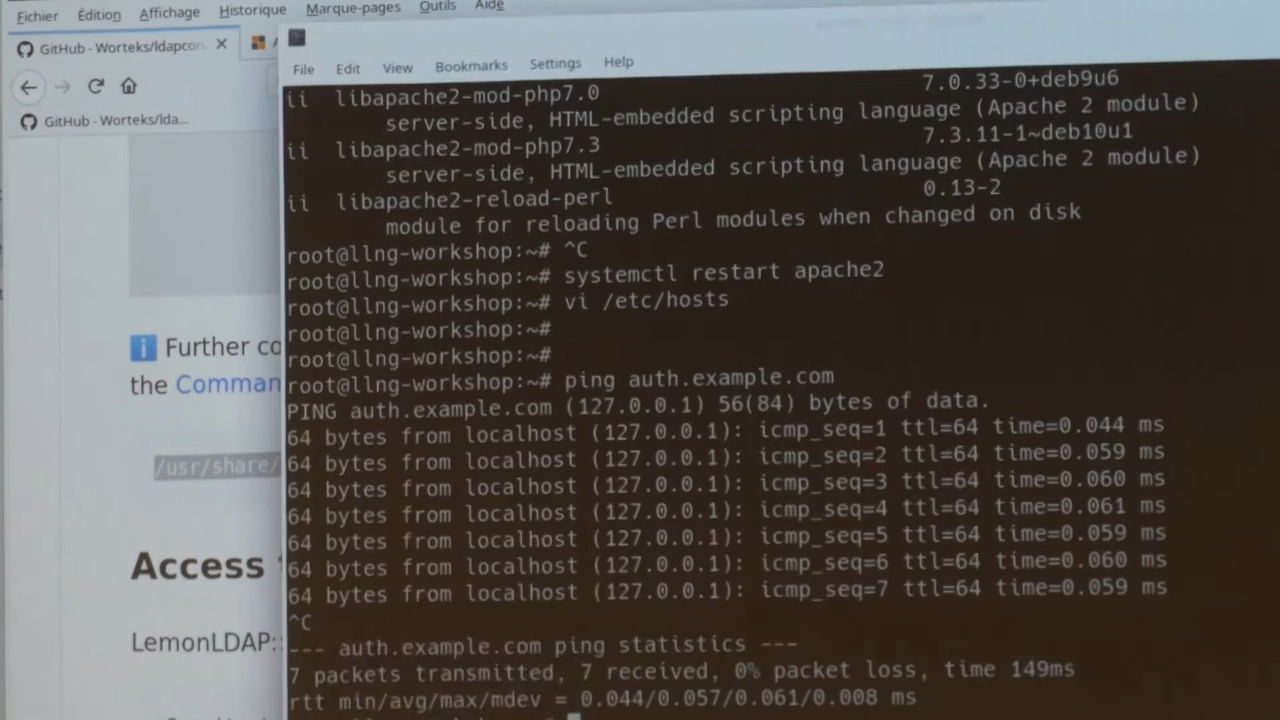 Fichier Édition Affichage Historique Marque-pages Outils Aide
GitHub - Worteks/ldapcon
GitHub - Worteks/lda...
Further co
the Comman
/usr/share/
Access
LemonLDAP::
File Edit View Bookmarks Settings Help
ii libapache2-mod-php7.0 7.0.33-0+deb9u6
server-side, HTML-embedded scripting language (Apache 2 module)
ii libapache2-mod-php7.3 7.3.11-1~deb10u1
server-side, HTML-embedded scripting language (Apache 2 module)
ii libapache2-reload-perl 0.13-2
module for reloading Perl modules when changed on disk
root@llng-workshop:~# ^C
root@llng-workshop:~# systemctl restart apache2
root@llng-workshop:~# vi /etc/hosts
root@llng-workshop:~#
root@llng-workshop:~#
root@llng-workshop:~# ping auth.example.com
PING auth.example.com (127.0.0.1) 56(84) bytes of data.
64 bytes from localhost (127.0.0.1): icmp_seq=1 ttl=64 time=0.044 ms
64 bytes from localhost (127.0.0.1): icmp_seq=2 ttl=64 time=0.059 ms
64 bytes from localhost (127.0.0.1): icmp_seq=3 ttl=64 time=0.060 ms
64 bytes from localhost (127.0.0.1): icmp_seq=4 ttl=64 time=0.061 ms
64 bytes from localhost (127.0.0.1): icmp_seq=5 ttl=64 time=0.059 ms
64 bytes from localhost (127.0.0.1): icmp_seq=6 ttl=64 time=0.060 ms
64 bytes from localhost (127.0.0.1): icmp_seq=7 ttl=64 time=0.059 ms
^C
--- auth.example.com ping statistics ---
7 packets transmitted, 7 received, 0% packet loss, time 149ms
rtt min/avg/max/mdev = 0.044/0.057/0.061/0.008 ms